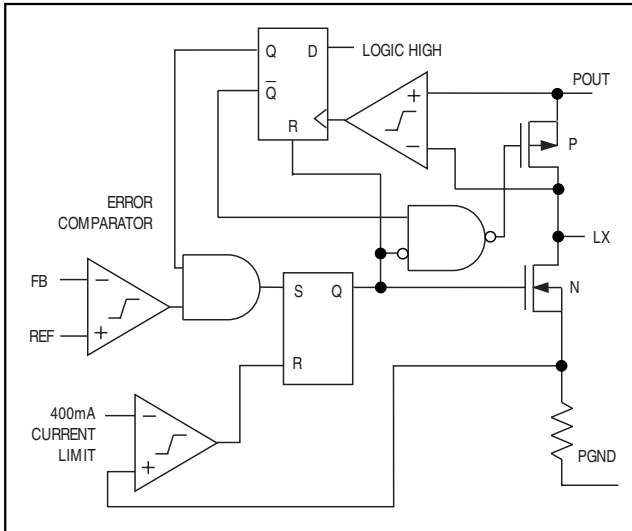 Q D LOGIC HIGH
Q
R
+
−
POUT
P
ERROR
COMPARATOR
LX
FB −
REF +
S Q
R
N
400mA
CURRENT
LIMIT
−
+
PGND